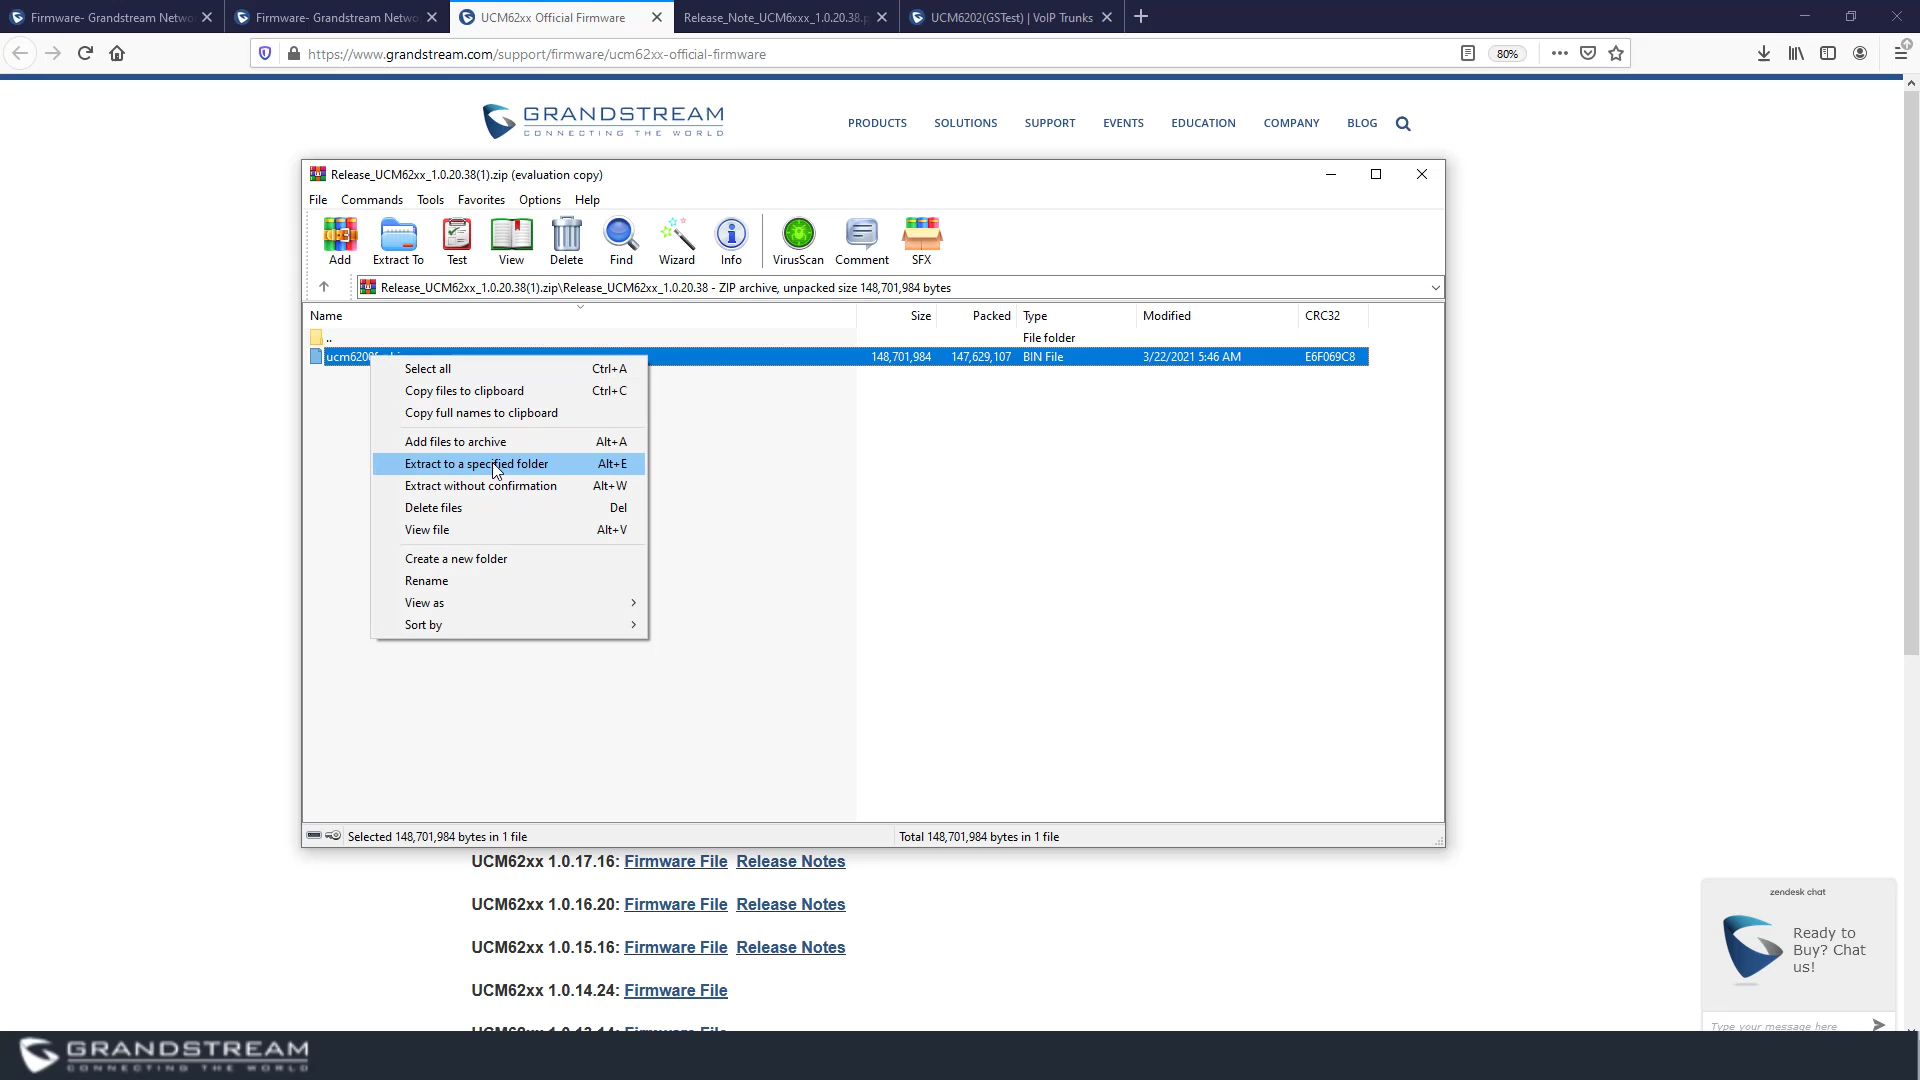 Firmware- Grandstream Netwo
Firmware- Grandstream Netwo
UCM62xx Official Firmware
Release_Note_UCM6xxx_1.0.20.38.p
UCM6202(GSTest) | VoIP Trunks
https://www.grandstream.com/support/firmware/ucm62xx-official-firmware
80%
GRANDSTREAM
CONNECTING THE WORLD
PRODUCTS SOLUTIONS SUPPORT EVENTS EDUCATION COMPANY BLOG
Release_UCM62xx_1.0.20.38(1).zip (evaluation copy)
File Commands Tools Favorites Options Help
Add Extract To Test View Delete Find Wizard Info VirusScan Comment SFX
Release_UCM62xx_1.0.20.38(1).zip\Release_UCM62xx_1.0.20.38 - ZIP archive, unpacked size 148,701,984 bytes
Name Size Packed Type Modified CRC32
.. File folder
148,701,984 147,629,107 BIN File 3/22/2021 5:46 AM E6F069C8
Select all Ctrl+A
Copy files to clipboard Ctrl+C
Copy full names to clipboard
Add files to archive Alt+A
Extract to a specified folder Alt+E
Extract without confirmation Alt+W
Delete files Del
View file Alt+V
Create a new folder
Rename
View as
Sort by
Selected 148,701,984 bytes in 1 file
Total 148,701,984 bytes in 1 file
UCM62xx 1.0.17.16: Firmware File Release Notes
UCM62xx 1.0.16.20: Firmware File Release Notes
UCM62xx 1.0.15.16: Firmware File Release Notes
UCM62xx 1.0.14.24: Firmware File
zendesk chat
Ready to
Buy? Chat
us!
Type your message here
GRANDSTREAM
CONNECTING THE WORLD